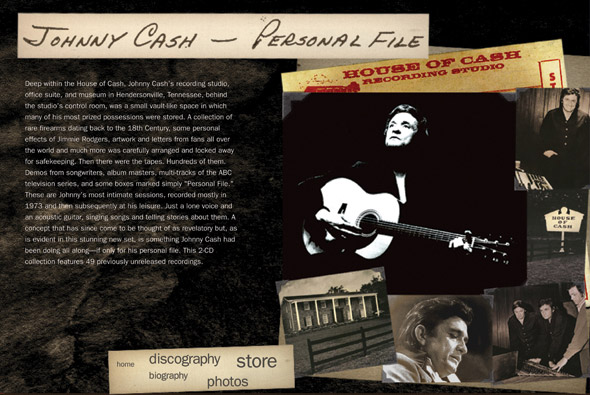 JOHNNY CASH — PERSONAL FILE
HOUSE OF CASH
RECORDING STUDIO
Deep within the House of Cash, Johnny Cash's recording studio,
office suite, and museum in Hendersonville, Tennessee, behind
the studio's control room, was a small vault-like space in which
many of his most prized possessions were stored. A collection of
rare firearms dating back to the 18th Century, some personal
effects of Jimmie Rodgers, artwork and letters from fans all over
the world and much more was carefully arranged and locked away
for safekeeping. Then there were the tapes. Hundreds of them.
Demos from songwriters, album masters, multi-tracks of the ABC
television series, and some boxes marked simply "Personal File."
These are Johnny's most intimate sessions, recorded mostly in
1973 and then subsequently at his leisure. Just a lone voice and
an acoustic guitar, singing songs and telling stories about them. A
concept that has since come to be thought of as revelatory but, as
is evident in this stunning new set, is something Johnny Cash had
been doing all along—if only for his personal file. This 2-CD
collection features 49 previously unreleased recordings.
HOUSE
OF
CASH
home discography store
biography photos